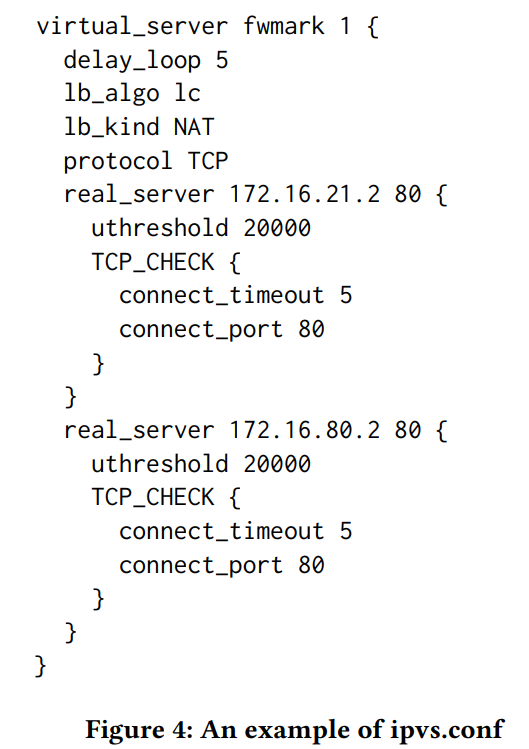 virtual_server fwmark 1 {
  delay_loop 5
  lb_algo lc
  lb_kind NAT
  protocol TCP
  real_server 172.16.21.2 80 {
    uthreshold 20000
    TCP_CHECK {
      connect_timeout 5
      connect_port 80
    }
  }
  real_server 172.16.80.2 80 {
    uthreshold 20000
    TCP_CHECK {
      connect_timeout 5
      connect_port 80
    }
  }
}
Figure 4: An example of ipvs.conf